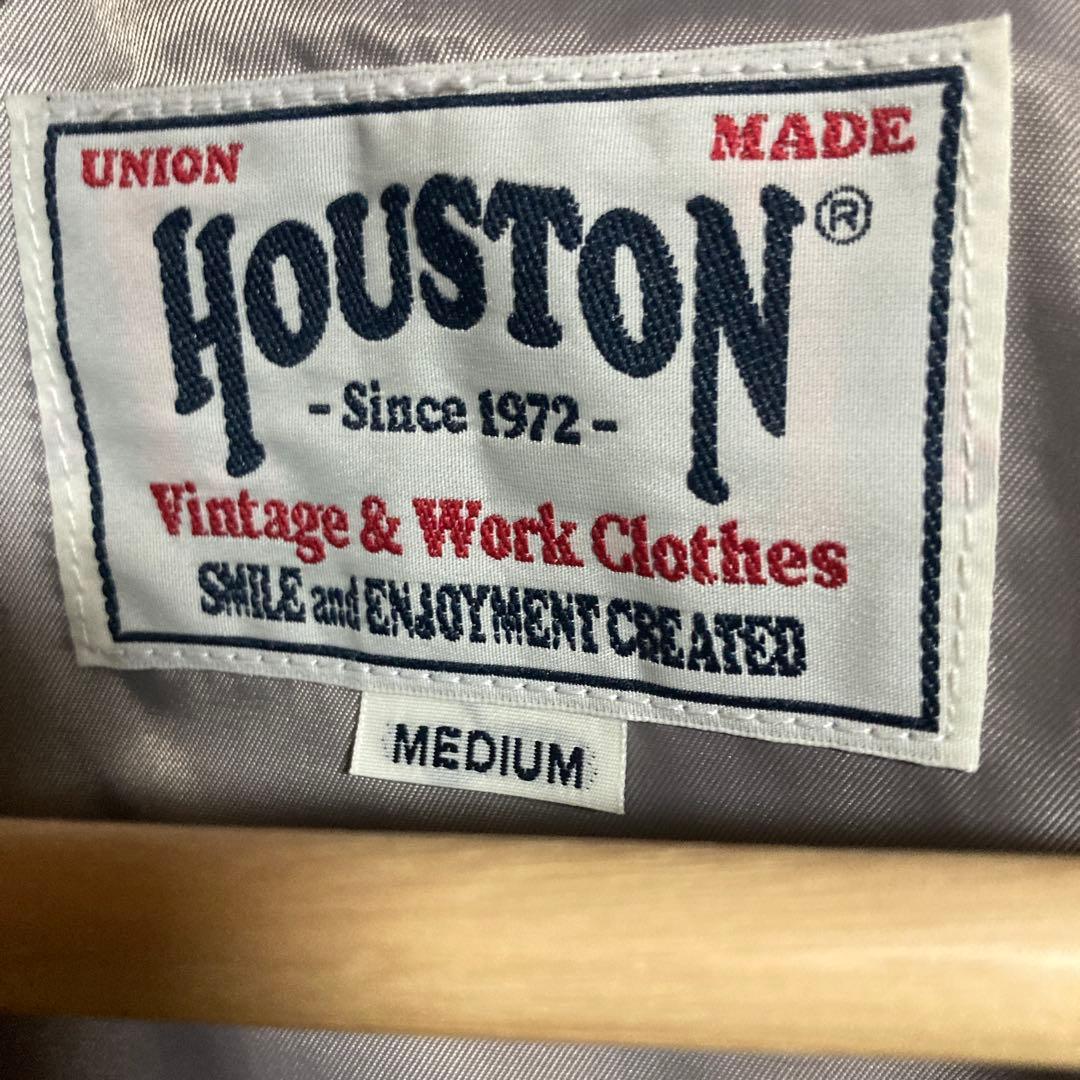 UNION MADE
HOUSTON®
- Since 1972 -
Vintage & Work Clothes
SMILE and ENJOYMENT CREATED
MEDIUM